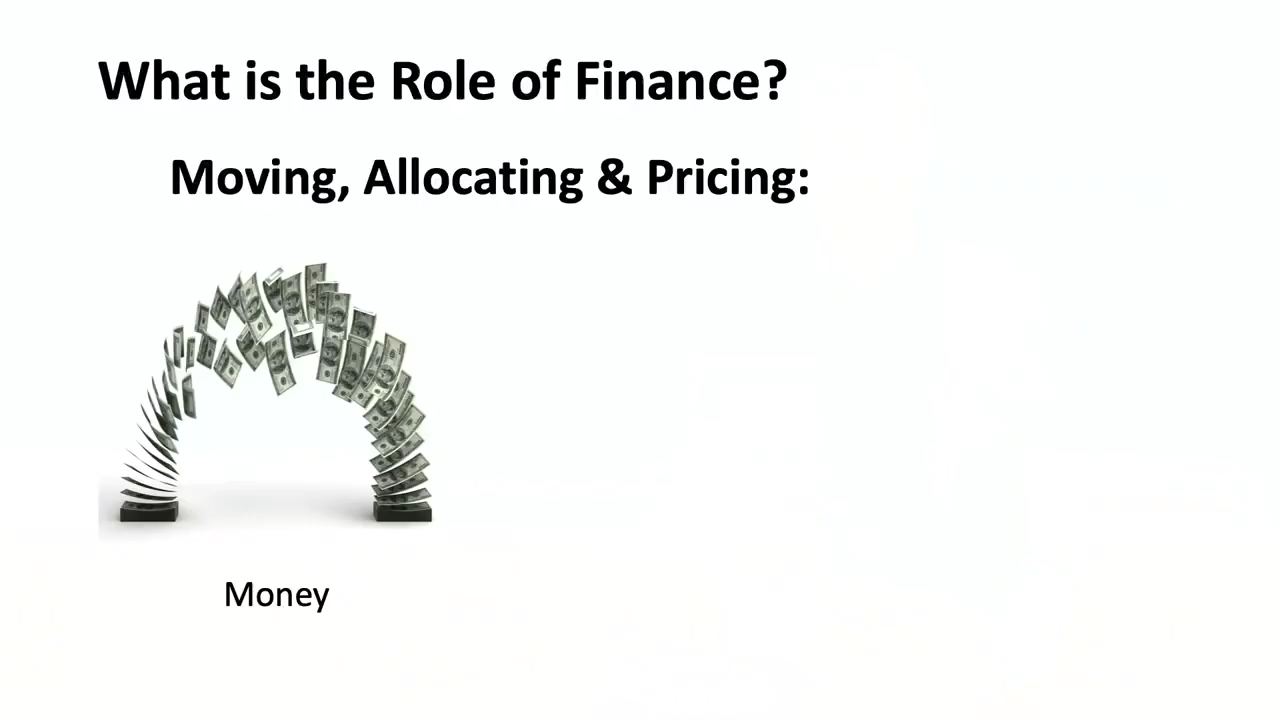 What is the Role of Finance?
Moving, Allocating & Pricing:
Money